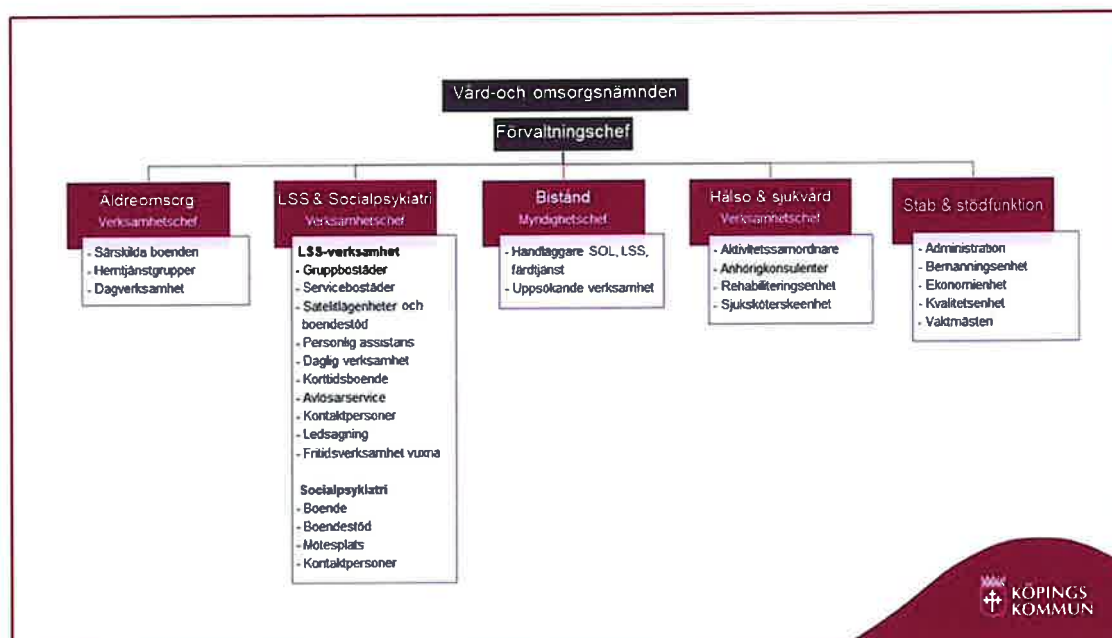 Vård-och omsorgsnämnden
Förvaltningschef
Äldreomsorg
Verksamhetschef
- Särskilda boenden
- Hemtjänstgrupper
- Dagverksamhet
LSS & Socialpsykiatri
Verksamhetschef
LSS-verksamhet
- Gruppbostäder
- Servicebostäder
- Satellitlägenheter och
boendestöd
- Personlig assistans
- Daglig verksamhet
- Korttidsboende
- Avlösarservice
- Kontaktpersoner
- Ledsagning
- Fritidsverksamhet vuxna
Socialpsykiatri
- Boende
- Boendestöd
- Mötesplats
- Kontaktpersoner
Bistånd
Myndighetschef
- Handläggare SOL, LSS,
färdtjänst
- Uppsökande verksamhet
Hälso & sjukvård
Verksamhetschef
- Aktivitetssamordnare
- Anhörigkonsulenter
- Rehabiliteringsenhet
- Sjuksköterskeenhet
Stab & stödfunktion
- Administration
- Bemanningsenhet
- Ekonomienhet
- Kvalitetsenhet
- Vaktmästeri
KÖPINGS
KOMMUN